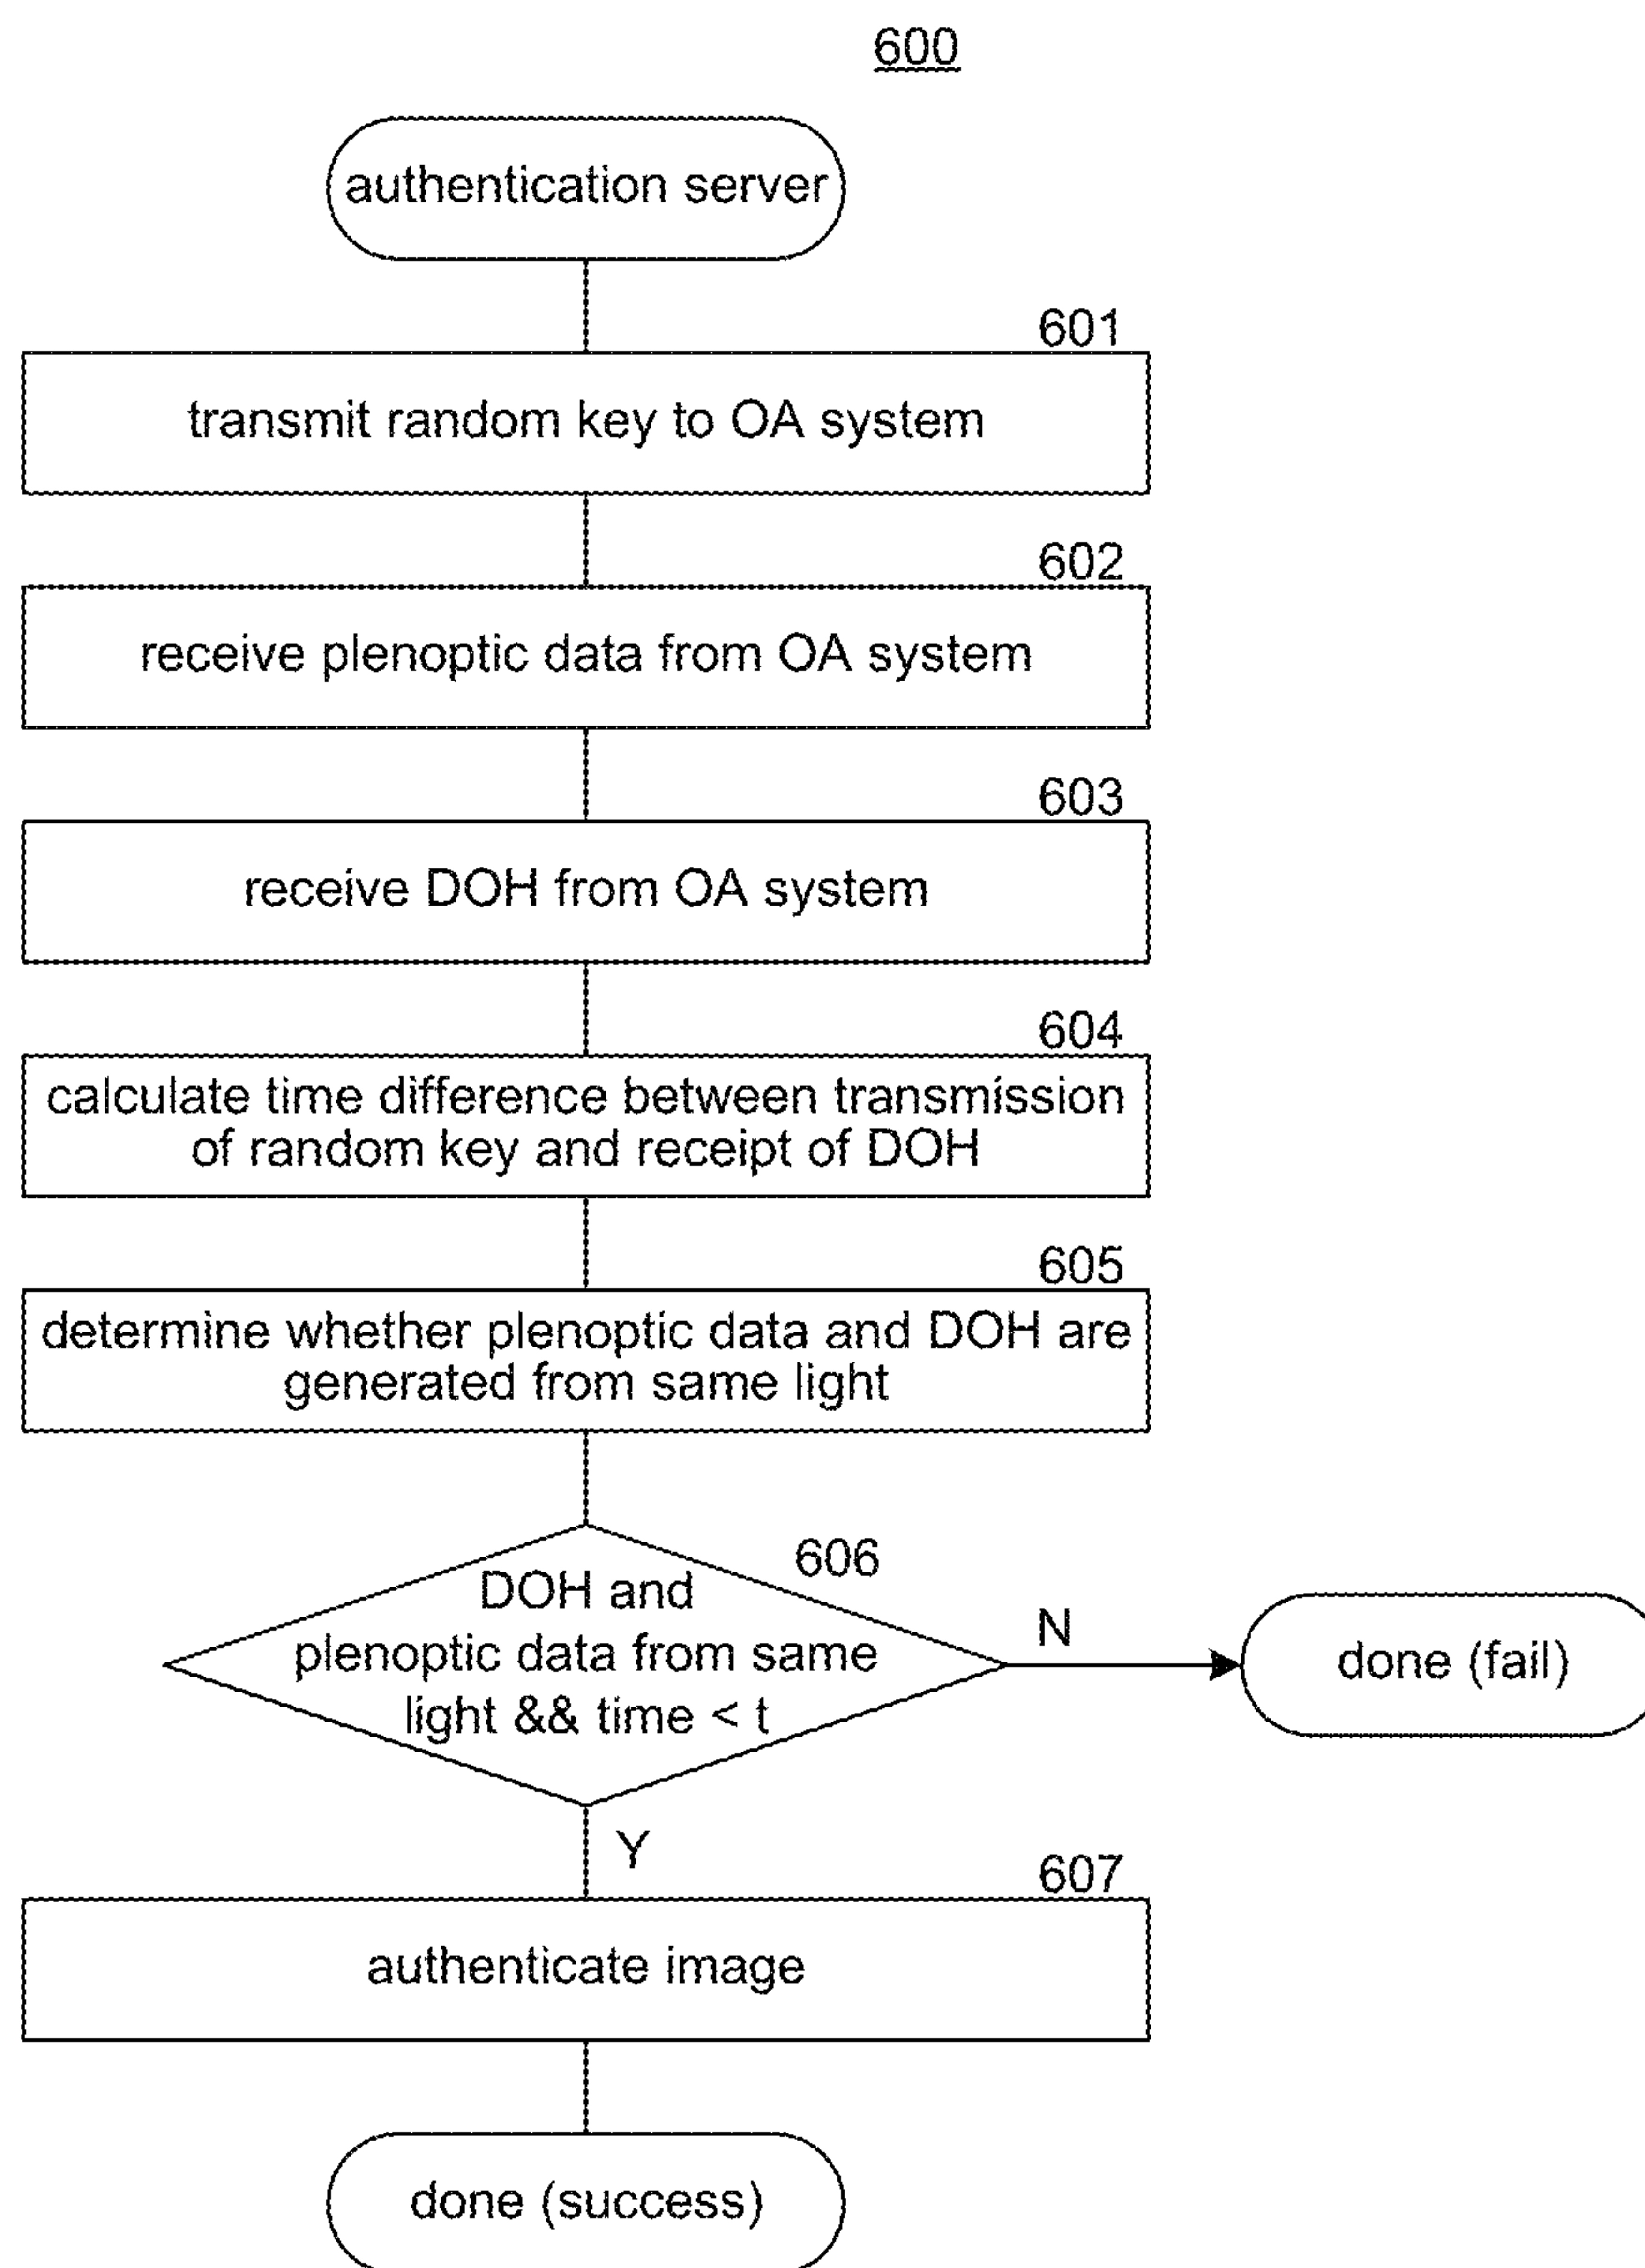 600
authentication server
601
transmit random key to OA system
602
receive plenoptic data from OA system
603
receive DOH from OA system
604
calculate time difference between transmission
of random key and receipt of DOH
605
determine whether plenoptic data and DOH are
generated from same light
606
DOH and
plenoptic data from same
light && time < t
N
done (fail)
Y
607
authenticate image
done (success)